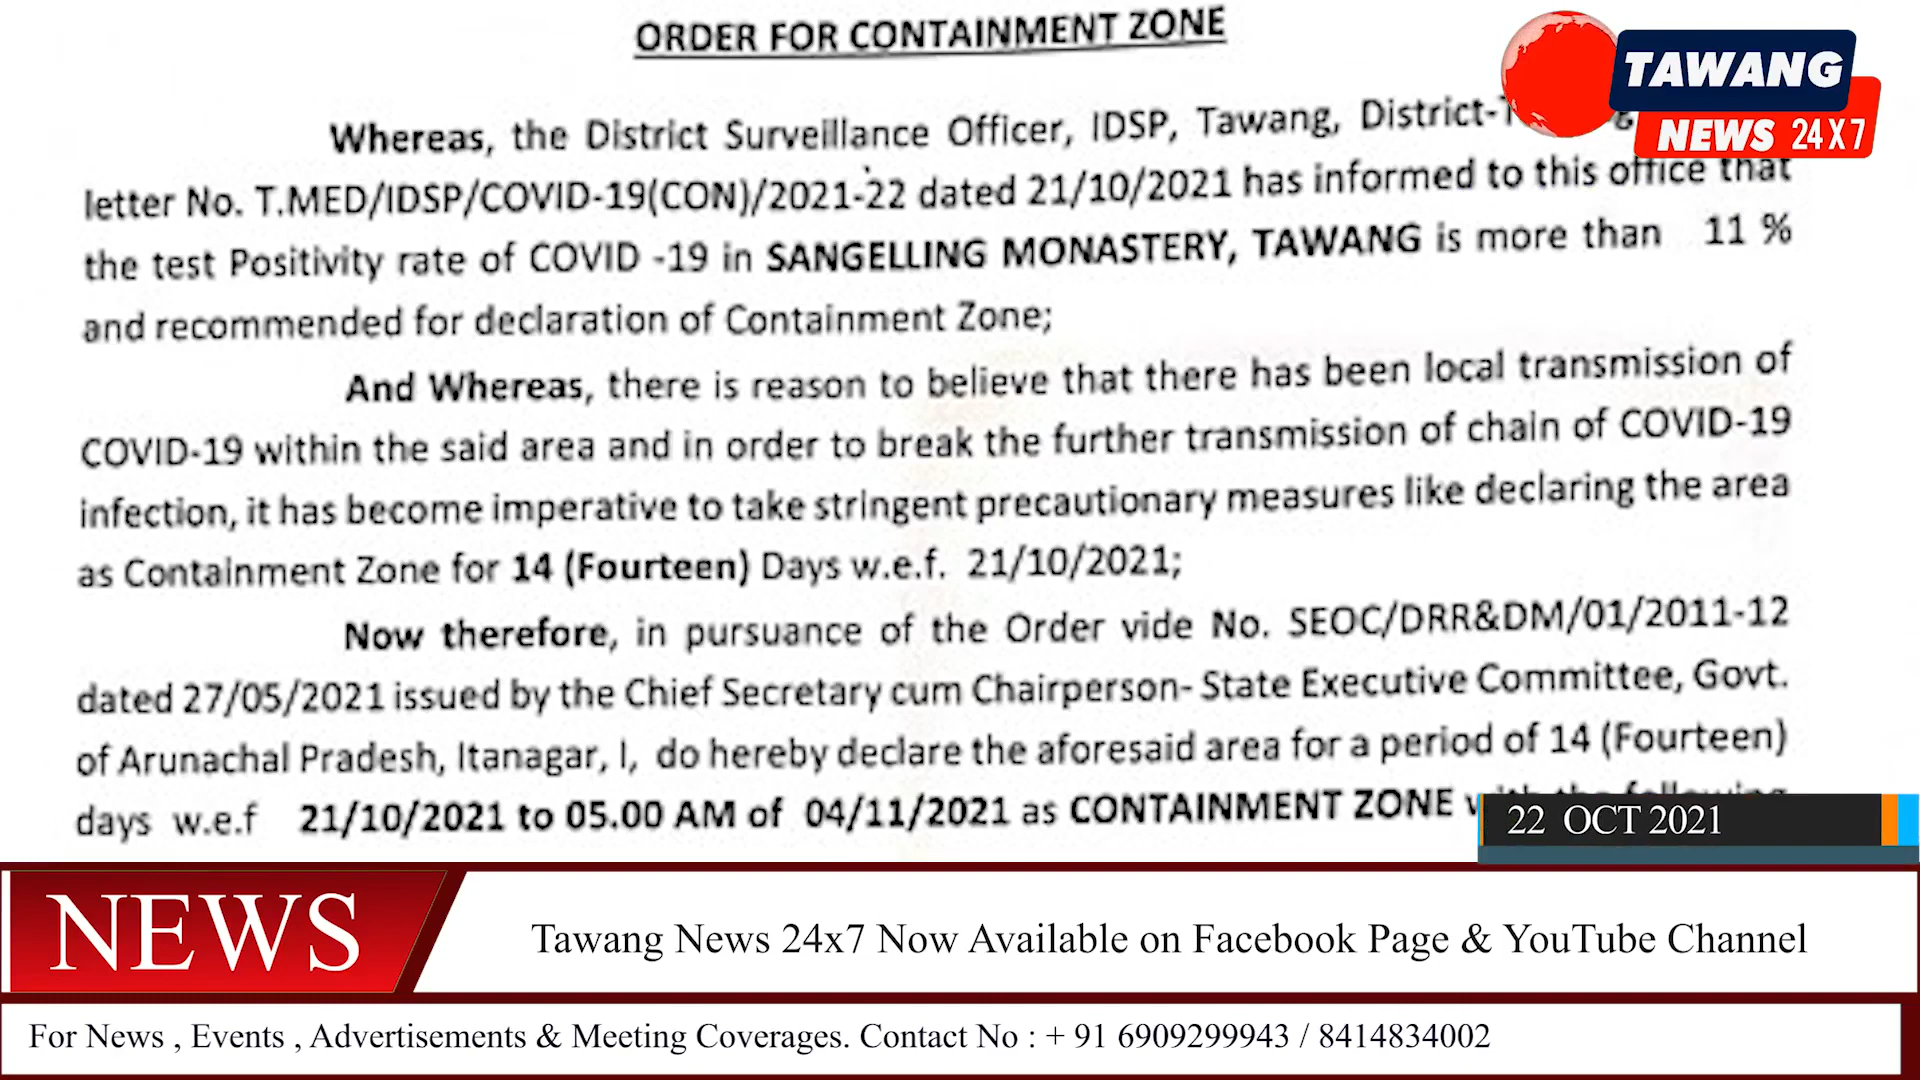 ORDER FOR CONTAINMENT ZONE
TAWANG
NEWS 24X7
Whereas, the District Surveillance Officer, IDSP, Tawang, District-
letter No. T.MED/IDSP/COVID-19(CON)/2021-22 dated 21/10/2021 has informed to this office that
the test Positivity rate of COVID -19 in SANGELLING MONASTERY, TAWANG is more than 11 %
and recommended for declaration of Containment Zone;
And Whereas, there is reason to believe that there has been local transmission of
COVID-19 within the said area and in order to break the further transmission of chain of COVID-19
infection, it has become imperative to take stringent precautionary measures like declaring the area
as Containment Zone for 14 (Fourteen) Days w.e.f. 21/10/2021;
Now therefore, in pursuance of the Order vide No. SEOC/DRR&DM/01/2011-12
dated 27/05/2021 issued by the Chief Secretary cum Chairperson- State Executive Committee, Govt.
of Arunachal Pradesh, Itanagar, I, do hereby declare the aforesaid area for a period of 14 (Fourteen)
days w.e.f 21/10/2021 to 05.00 AM of 04/11/2021 as CONTAINMENT ZONE
22 OCT 2021
NEWS
Tawang News 24x7 Now Available on Facebook Page & YouTube Channel
For News , Events , Advertisements & Meeting Coverages. Contact No : + 91 6909299943 / 8414834002